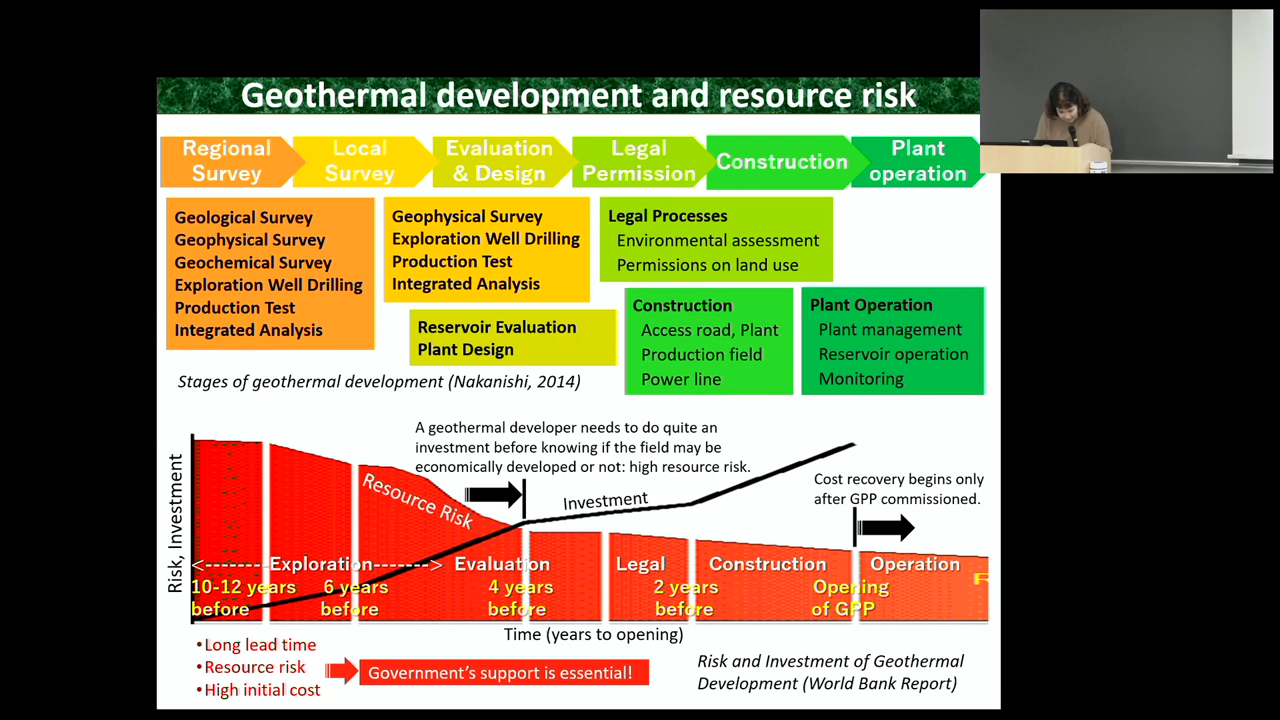 Geothermal development and resource risk
Regional
Survey
Local
Survey
Evaluation
& Design
Legal
Permission
Construction
Plant
operation
Geological Survey
Geophysical Survey
Geochemical Survey
Exploration Well Drilling
Production Test
Integrated Analysis
Geophysical Survey
Exploration Well Drilling
Production Test
Integrated Analysis
Reservoir Evaluation
Plant Design
Legal Processes
Environmental assessment
Permissions on land use
Construction
Access road, Plant
Production field
Power line
Plant Operation
Plant management
Reservoir operation
Monitoring
Stages of geothermal development (Nakanishi, 2014)
A geothermal developer needs to do quite an
investment before knowing if the field may be
economically developed or not: high resource risk.
Cost recovery begins only
after GPP commissioned.
Risk, Investment
Resource Risk
Investment
<--------Exploration------->
Evaluation
Legal
Construction
Operation
10-12 years
before
6 years
before
4 years
before
2 years
before
Opening
of GPP
Time (years to opening)
•Long lead time
•Resource risk
•High initial cost
Government's support is essential!
Risk and Investment of Geothermal
Development (World Bank Report)